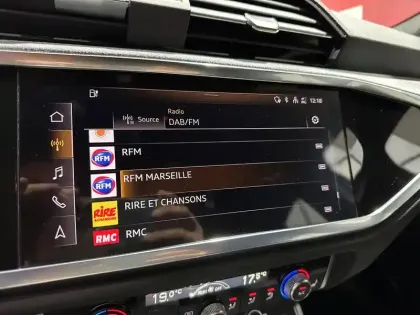 12:18
Radio
Source
DAB/FM
RFM
RFM
RFM
RFM MARSEILLE
RIRE
RIRE ET CHANSONS
RMC
RMC
19.0°
17.5°